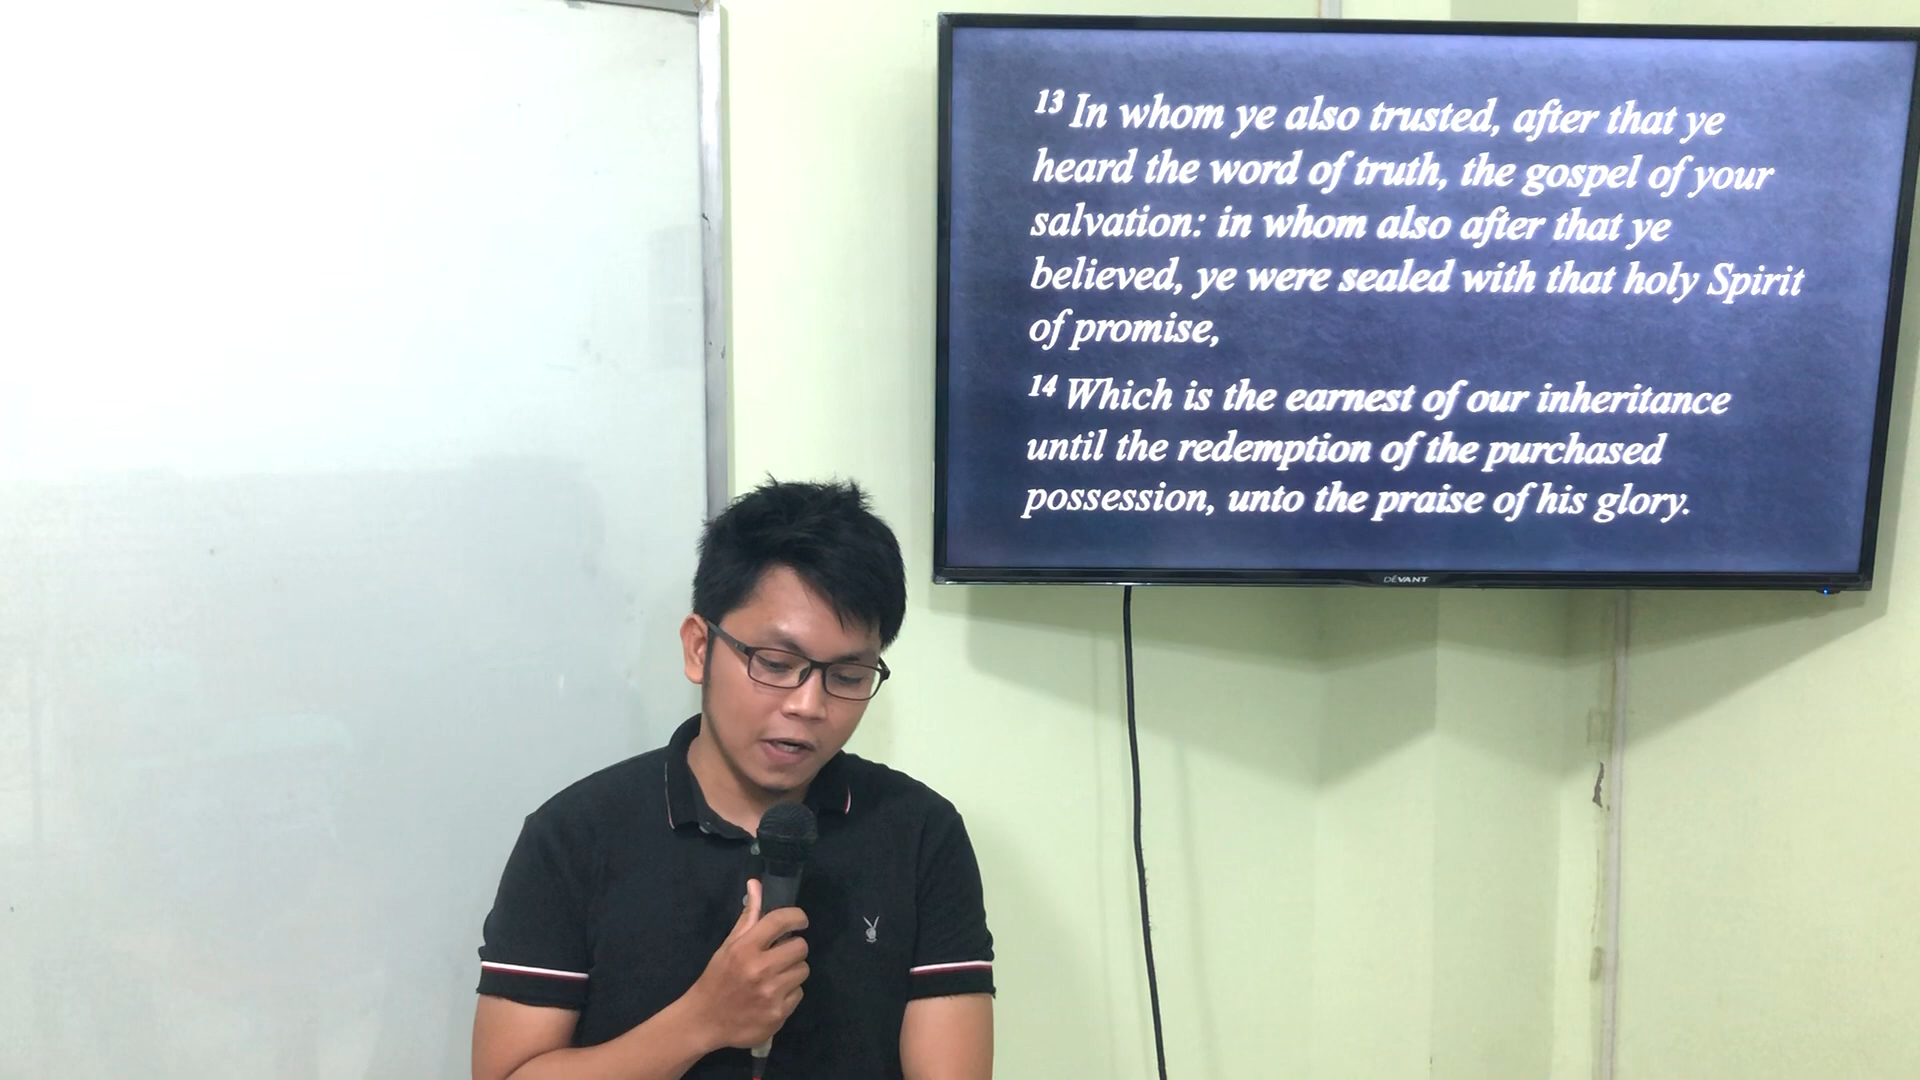 13 In whom ye also trusted, after that ye
heard the word of truth, the gospel of your
salvation: in whom also after that ye
believed, ye were sealed with that holy Spirit
of promise,
14 Which is the earnest of our inheritance
until the redemption of the purchased
possession, unto the praise of his glory.
DEVANT